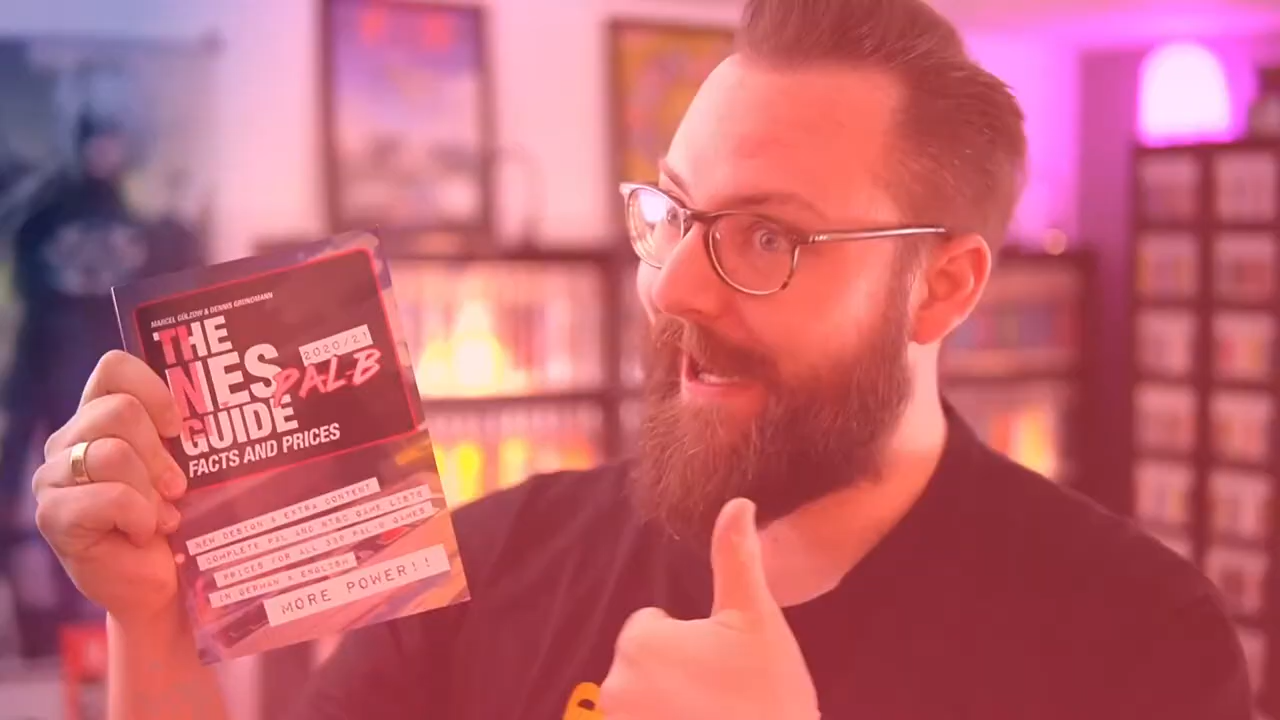 MARCEL GÜLZOW & DENNIS GRUNDMANN
THE
NES
GUIDE
2020/21
PAL-B
FACTS AND PRICES
NEW DESIGN & EXTRA CONTENT
COMPLETE PAL AND NTSC GAME LISTS
PRICES FOR ALL 330 PAL-B GAMES
IN GERMAN & ENGLISH
MORE POWER!!